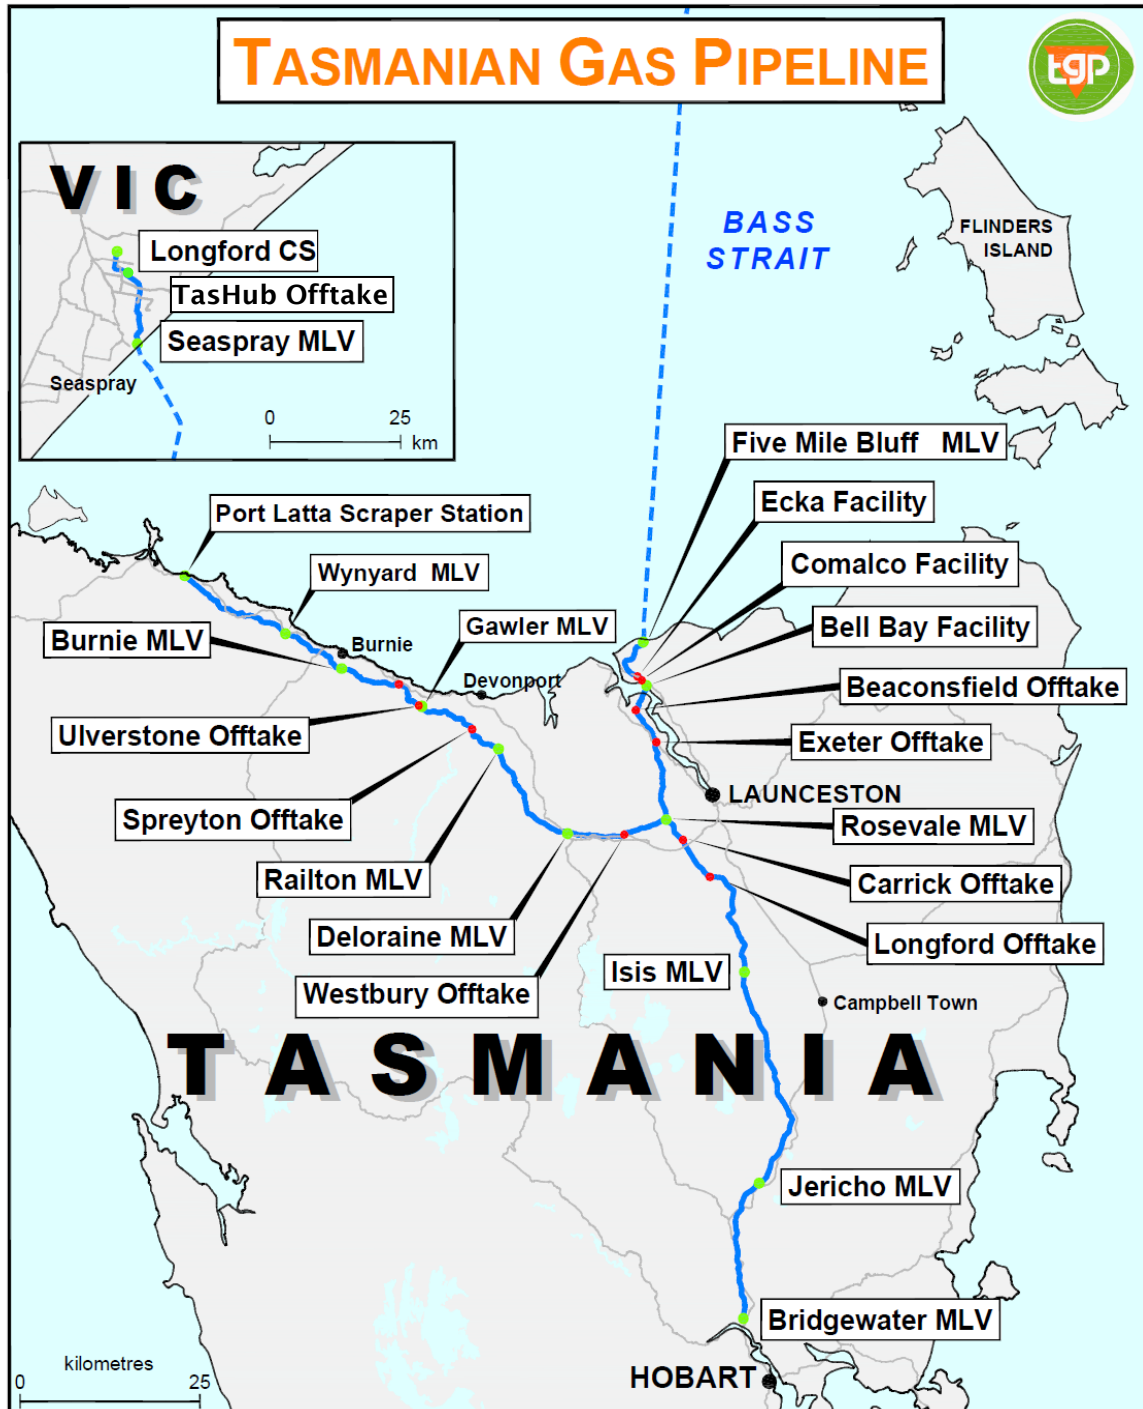 TASMANIAN GAS PIPELINE
tgp
VIC
Longford CS
TasHub Offtake
Seaspray MLV
Seaspray
0 25
km
BASS
STRAIT
FLINDERS
ISLAND
Five Mile Bluff MLV
Ecka Facility
Port Latta Scraper Station
Comalco Facility
Wynyard MLV
Gawler MLV
Bell Bay Facility
Burnie MLV
Burnie
Devonport
Beaconsfield Offtake
Ulverstone Offtake
Exeter Offtake
LAUNCESTON
Spreyton Offtake
Rosevale MLV
Railton MLV
Carrick Offtake
Deloraine MLV
Longford Offtake
Isis MLV
Westbury Offtake
Campbell Town
TASMANIA
Jericho MLV
Bridgewater MLV
kilometres
HOBART
0 25